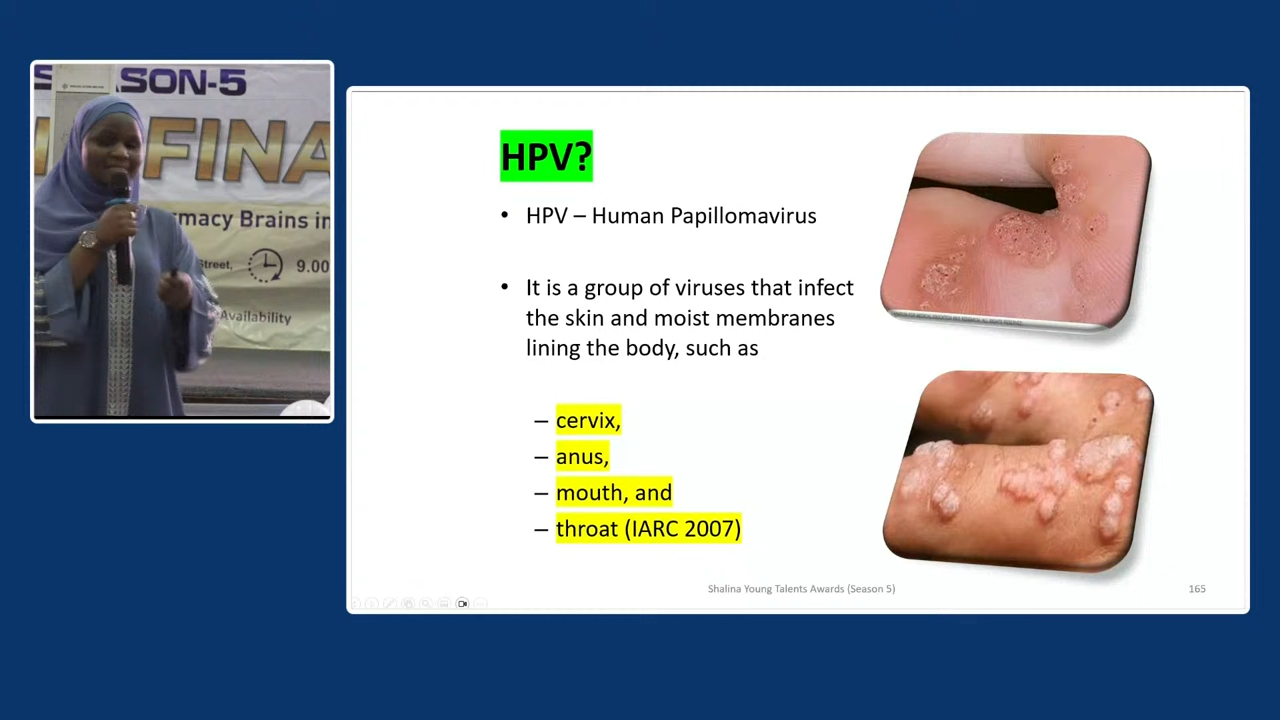 SON-5
FINA
rmacy Brains in
Street,
9.00
Availability
HPV?
• HPV – Human Papillomavirus
• It is a group of viruses that infect
the skin and moist membranes
lining the body, such as
– cervix,
– anus,
– mouth, and
– throat (IARC 2007)
Shalina Young Talents Awards (Season 5)
165